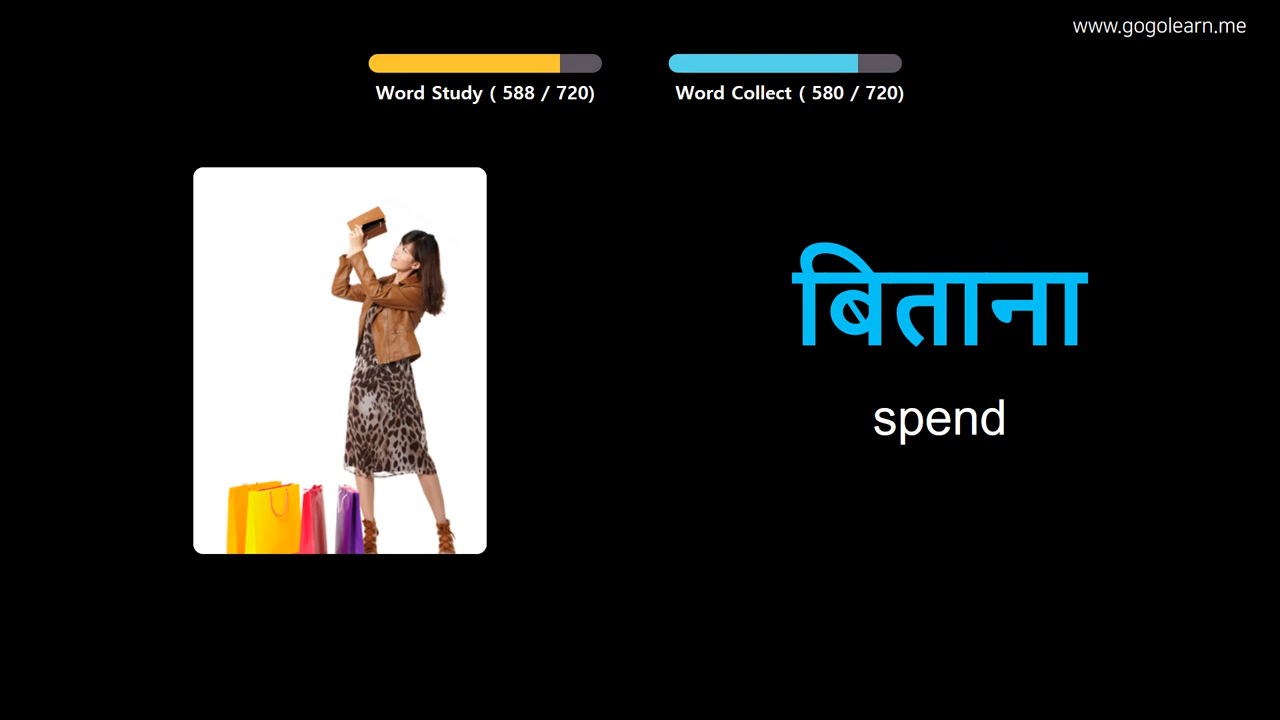 www.gogolearn.me
Word Study ( 588 / 720)
Word Collect ( 580 / 720)
बिताना
spend